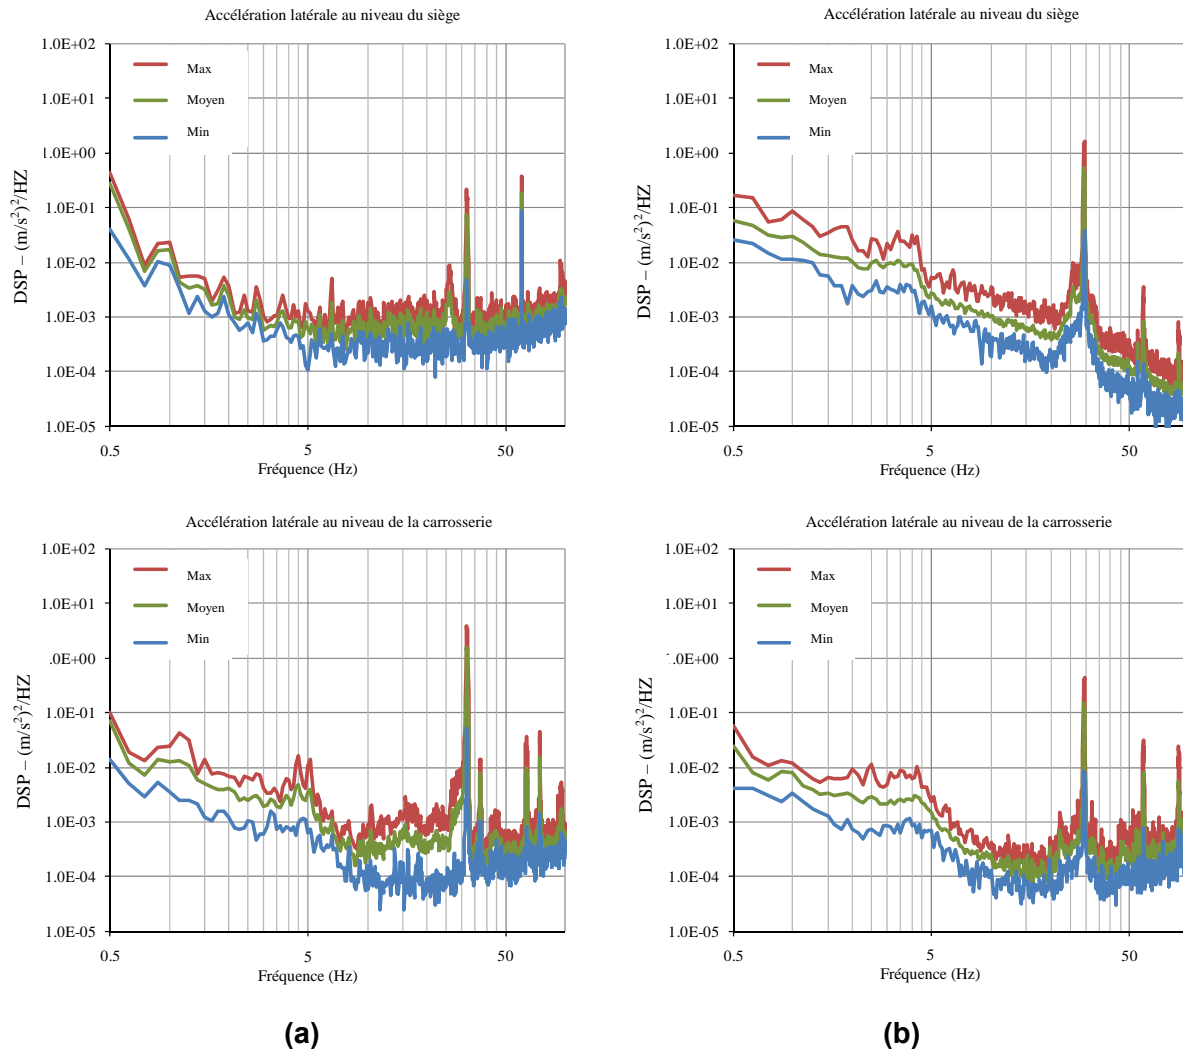 Accélération latérale au niveau du siège
1.0E+02
1.0E+01
1.0E+00
1.0E-01
1.0E-02
1.0E-03
1.0E-04
1.0E-05
Max
Moyen
Min
DSP – (m/s²)²/HZ
0.5
5
50
Fréquence (Hz)
Accélération latérale au niveau du siège
1.0E+02
1.0E+01
1.0E+00
1.0E-01
1.0E-02
1.0E-03
1.0E-04
1.0E-05
Max
Moyen
Min
DSP – (m/s²)²/HZ
0.5
5
50
Fréquence (Hz)
Accélération latérale au niveau de la carrosserie
1.0E+02
1.0E+01
.0E+00
1.0E-01
1.0E-02
1.0E-03
1.0E-04
1.0E-05
Max
Moyen
Min
DSP – (m/s²)²/HZ
0.5
5
50
Fréquence (Hz)
Accélération latérale au niveau de la carrosserie
1.0E+02
1.0E+01
1.0E+00
1.0E-01
1.0E-02
1.0E-03
1.0E-04
1.0E-05
Max
Moyen
Min
DSP – (m/s²)²/HZ
0.5
5
50
Fréquence (Hz)
(a)
(b)